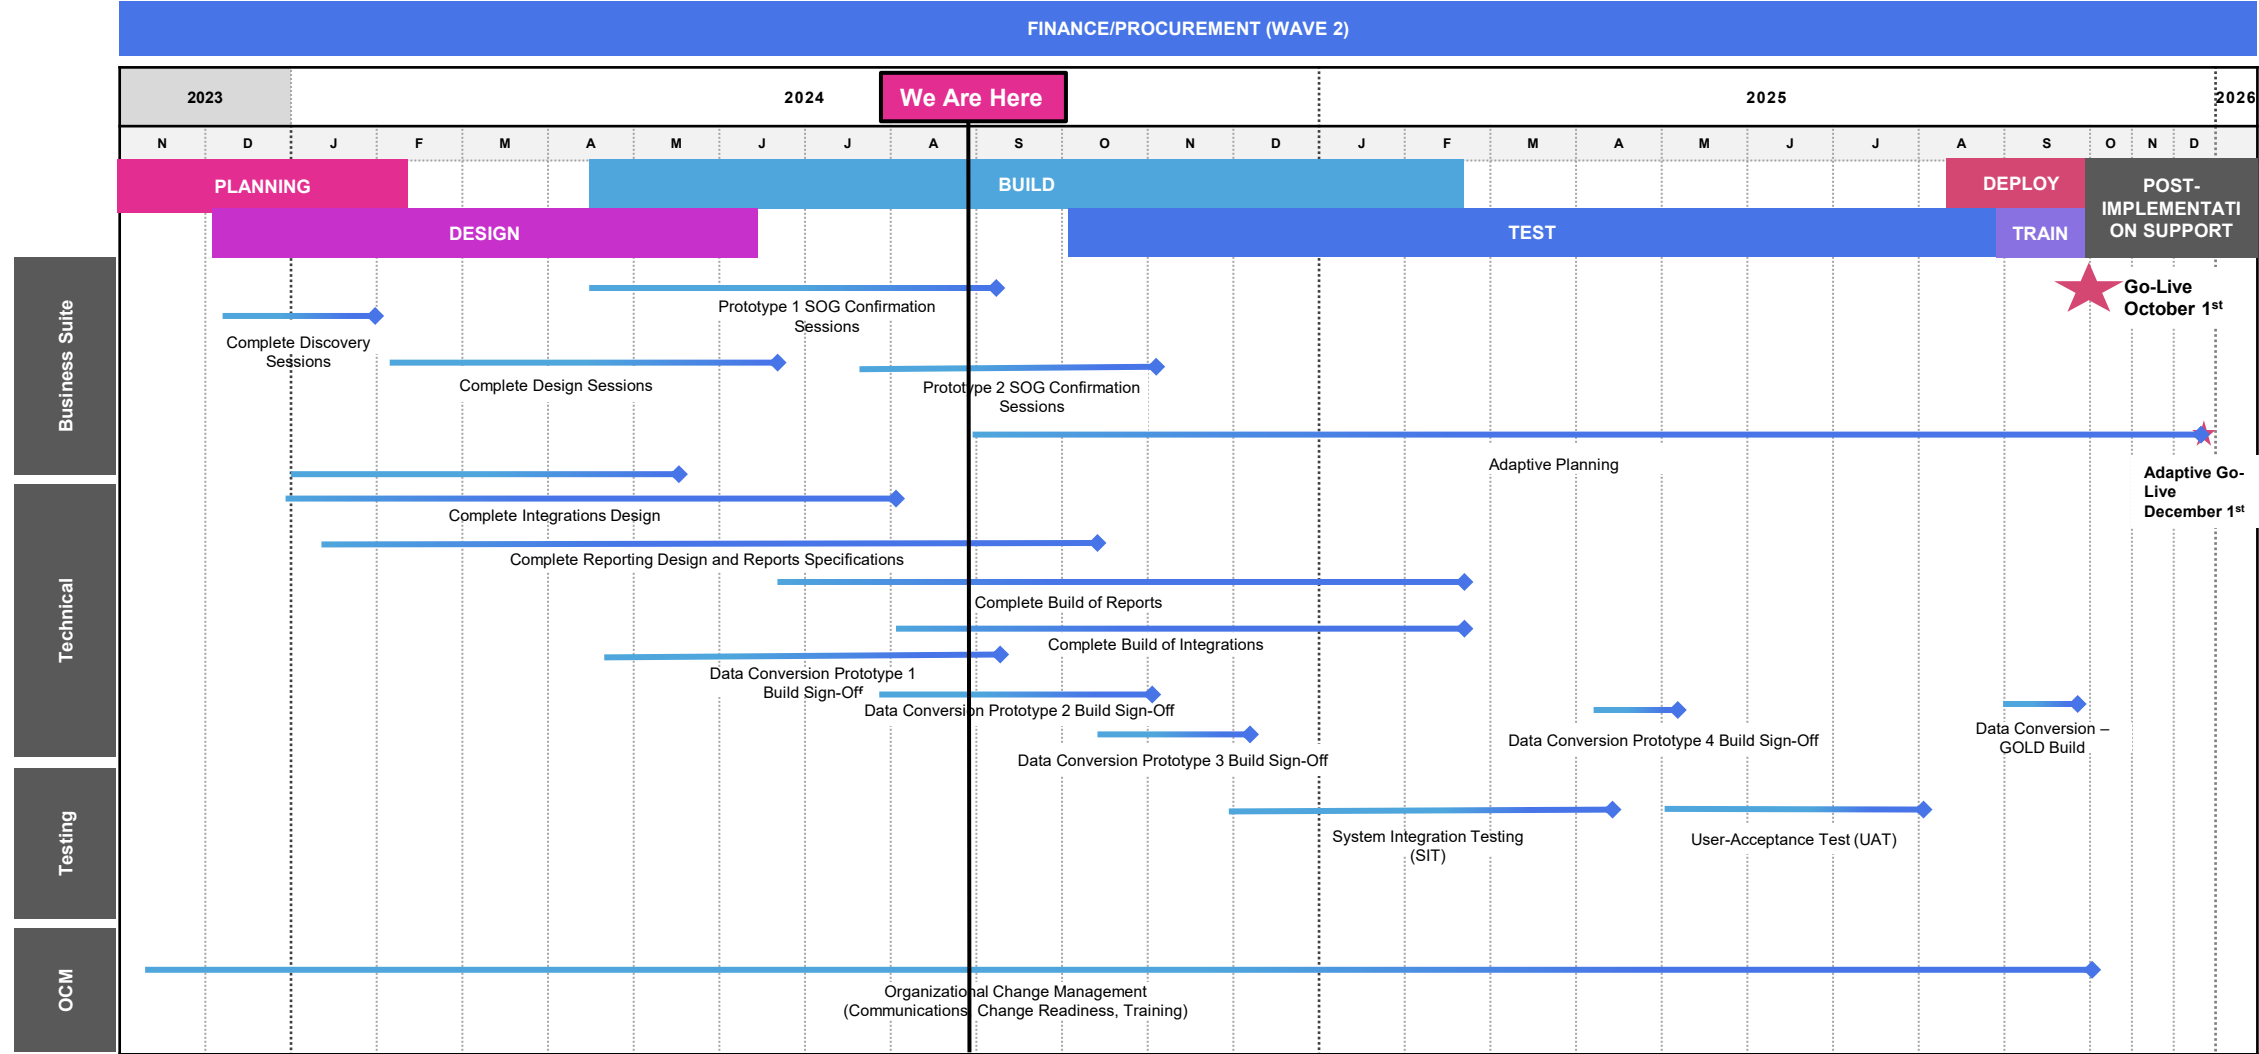 FINANCE/PROCUREMENT (WAVE 2)
2023
2024
We Are Here
2025
2026
N D J F M A M J J A S O N D J F M A M J J A S O N D
PLANNING
BUILD
DEPLOY
POST-
IMPLEMENTATI
ON SUPPORT
DESIGN
TEST
TRAIN
Business Suite
Go-Live
October 1st
Prototype 1 SOG Confirmation
Sessions
Complete Discovery
Sessions
Complete Design Sessions
Prototype 2 SOG Confirmation
Sessions
Adaptive Planning
Adaptive Go-
Live
December 1st
Technical
Complete Integrations Design
Complete Reporting Design and Reports Specifications
Complete Build of Reports
Complete Build of Integrations
Data Conversion Prototype 1
Build Sign-Off
Data Conversion Prototype 2 Build Sign-Off
Data Conversion Prototype 3 Build Sign-Off
Data Conversion Prototype 4 Build Sign-Off
Data Conversion –
GOLD Build
Testing
System Integration Testing
(SIT)
User-Acceptance Test (UAT)
OCM
Organizational Change Management
(Communications, Change Readiness, Training)